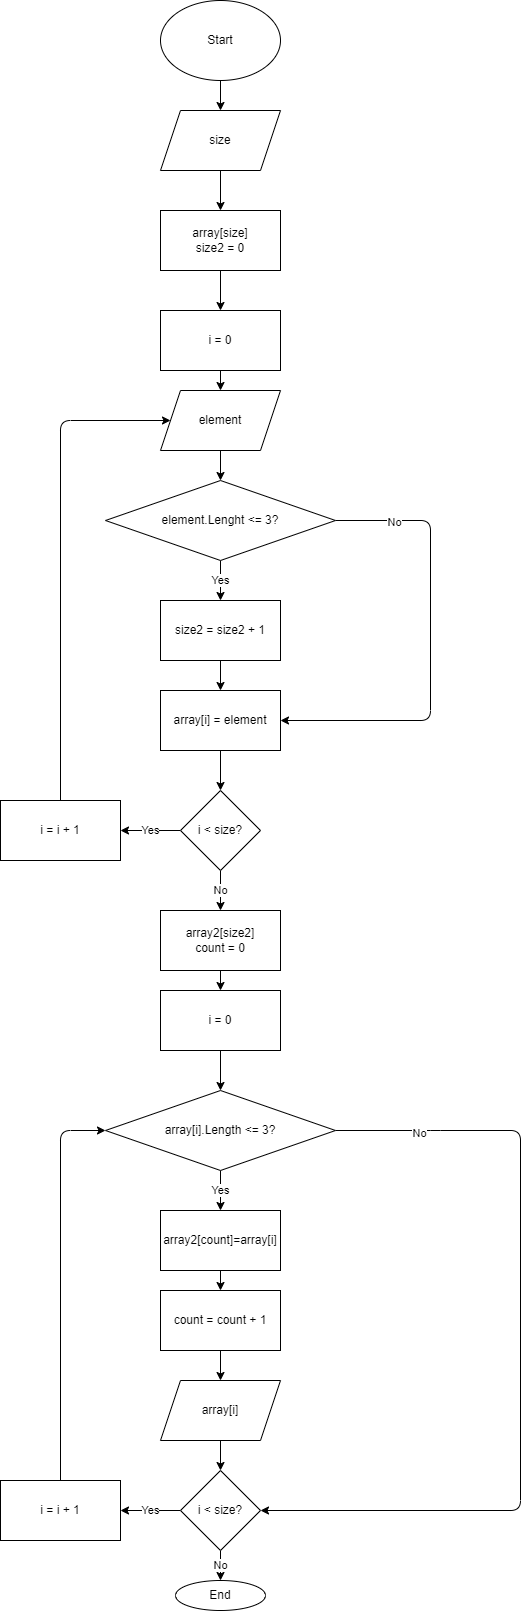 Start
size
array[size]
size2 = 0
i = 0
element
element.Lenght <= 3?
No
Yes
size2 = size2 + 1
array[i] = element
i = i + 1
Yes
i < size?
No
array2[size2]
count = 0
i = 0
array[i].Length <= 3?
No
Yes
array2[count]=array[i]
count = count + 1
array[i]
i = i + 1
Yes
i < size?
No
End